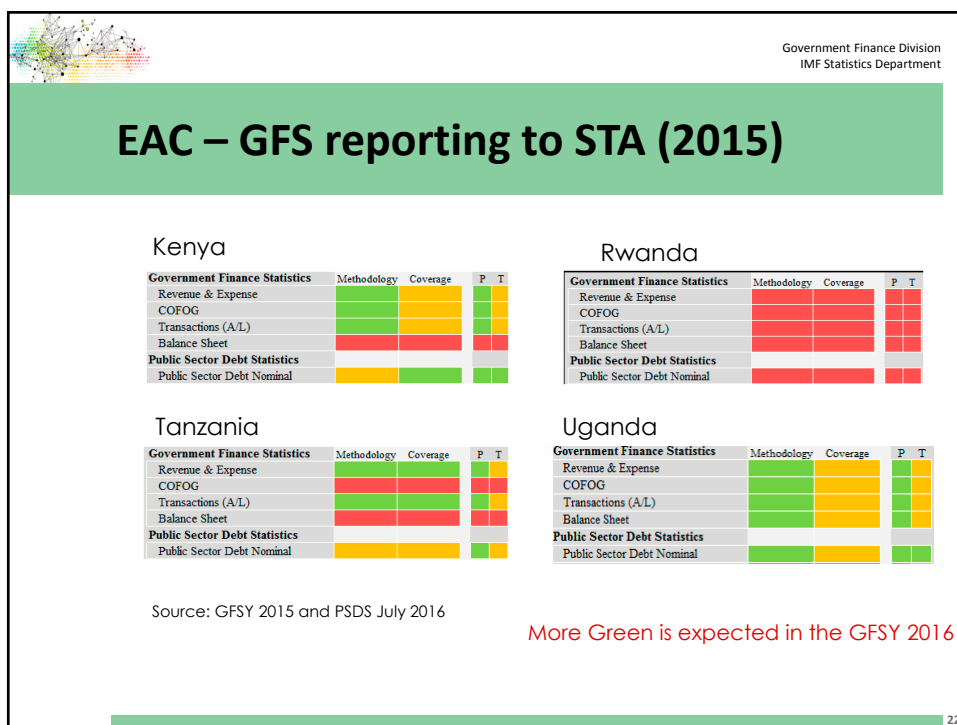 Government Finance Division
IMF Statistics Department
EAC – GFS reporting to STA (2015)
Kenya
Government Finance Statistics Methodology Coverage P T
Revenue & Expense
COFOG
Transactions (A/L)
Balance Sheet
Public Sector Debt Statistics
Public Sector Debt Nominal
Rwanda
Government Finance Statistics Methodology Coverage P T
Revenue & Expense
COFOG
Transactions (A/L)
Balance Sheet
Public Sector Debt Statistics
Public Sector Debt Nominal
Tanzania
Government Finance Statistics Methodology Coverage P T
Revenue & Expense
COFOG
Transactions (A/L)
Balance Sheet
Public Sector Debt Statistics
Public Sector Debt Nominal
Uganda
Government Finance Statistics Methodology Coverage P T
Revenue & Expense
COFOG
Transactions (A/L)
Balance Sheet
Public Sector Debt Statistics
Public Sector Debt Nominal
Source: GFSY 2015 and PSDS July 2016
More Green is expected in the GFSY 2016
22